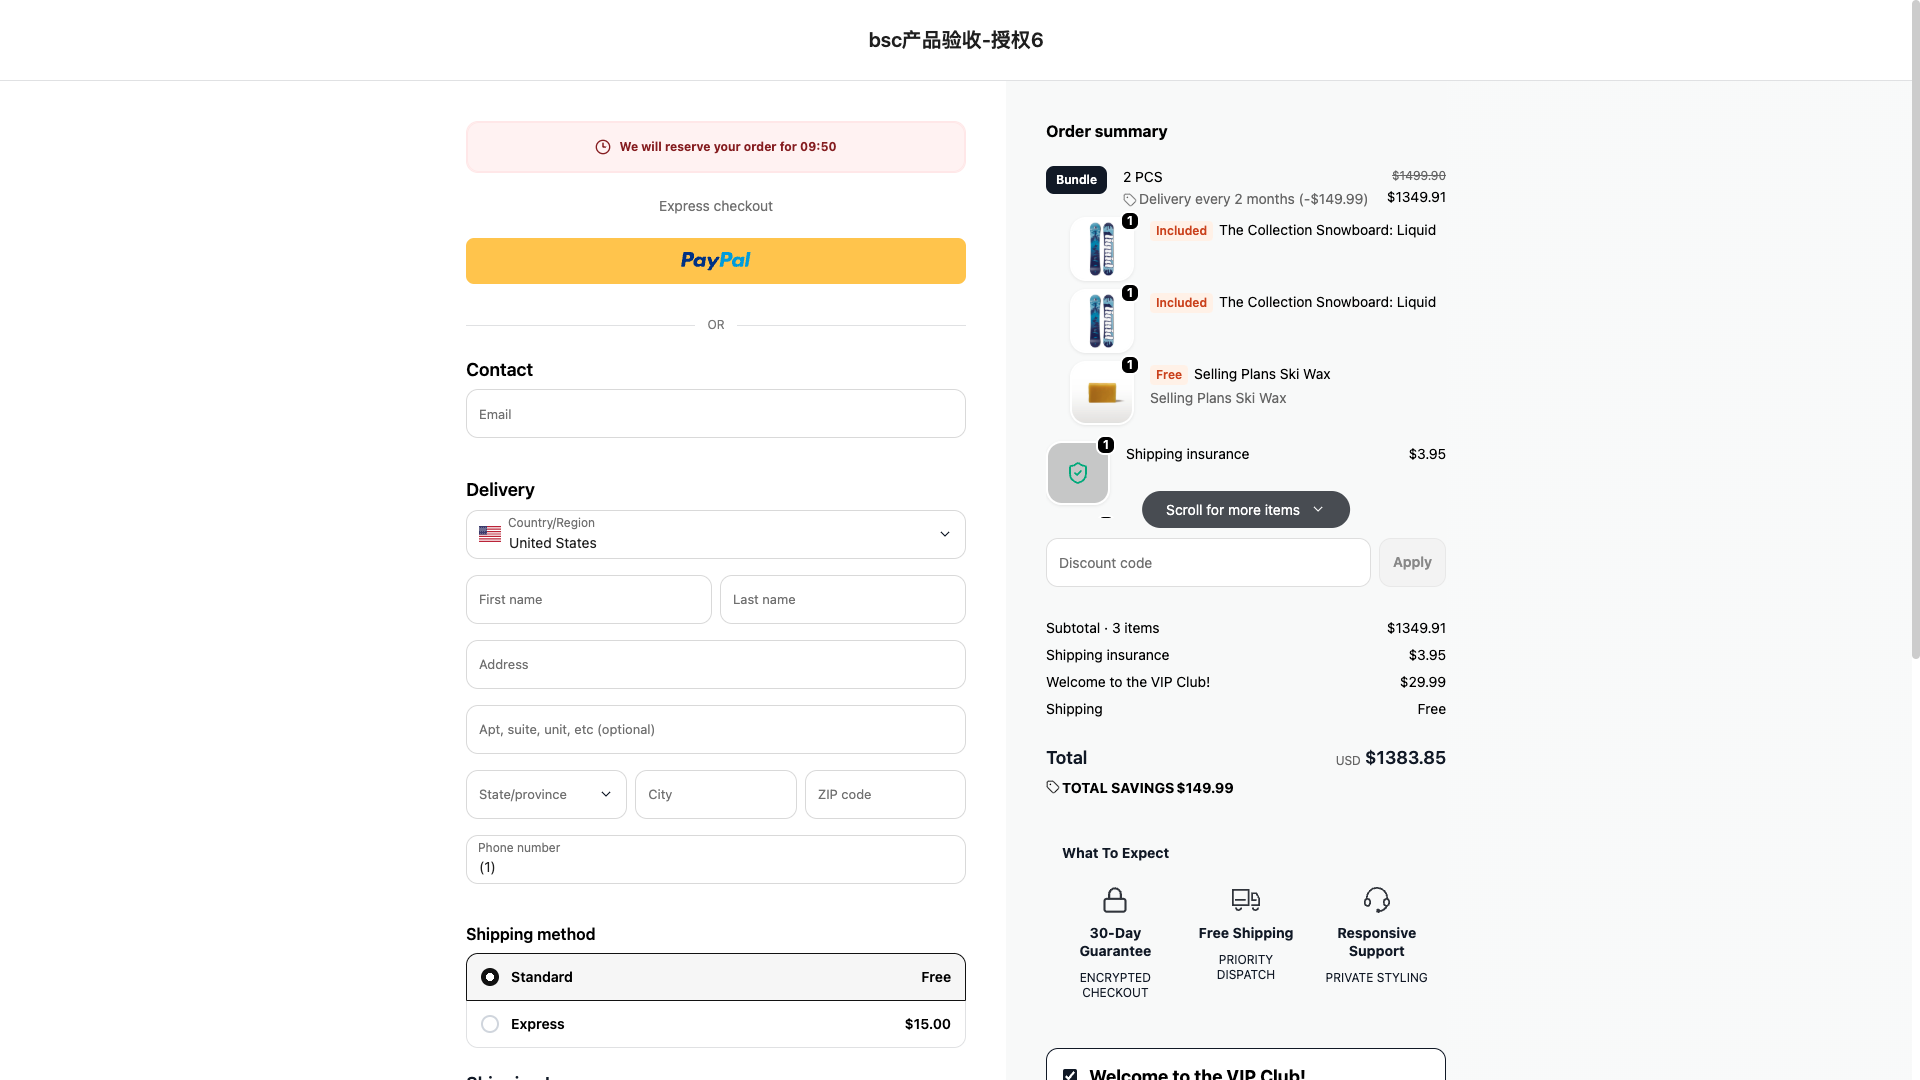 bsc产品验收-授权6
We will reserve your order for 09:50
Express checkout
PayPal
OR
Contact
Email
Delivery
Country/Region
United States
First name
Last name
Address
Apt, suite, unit, etc (optional)
State/province
City
ZIP code
Phone number
(1)
Shipping method
Standard
Free
Express
$15.00
Order summary
Bundle
2 PCS
$1499.90
Delivery every 2 months (-$149.99)
$1349.91
1
Included The Collection Snowboard: Liquid
1
Included The Collection Snowboard: Liquid
1
Free Selling Plans Ski Wax
Selling Plans Ski Wax
1
Shipping insurance
$3.95
Scroll for more items
Discount code
Apply
Subtotal · 3 items
$1349.91
Shipping insurance
$3.95
Welcome to the VIP Club!
$29.99
Shipping
Free
Total
USD $1383.85
TOTAL SAVINGS $149.99
What To Expect
30-Day
Guarantee
ENCRYPTED
CHECKOUT
Free Shipping
PRIORITY
DISPATCH
Responsive
Support
PRIVATE STYLING
Welcome to the VIP Club!